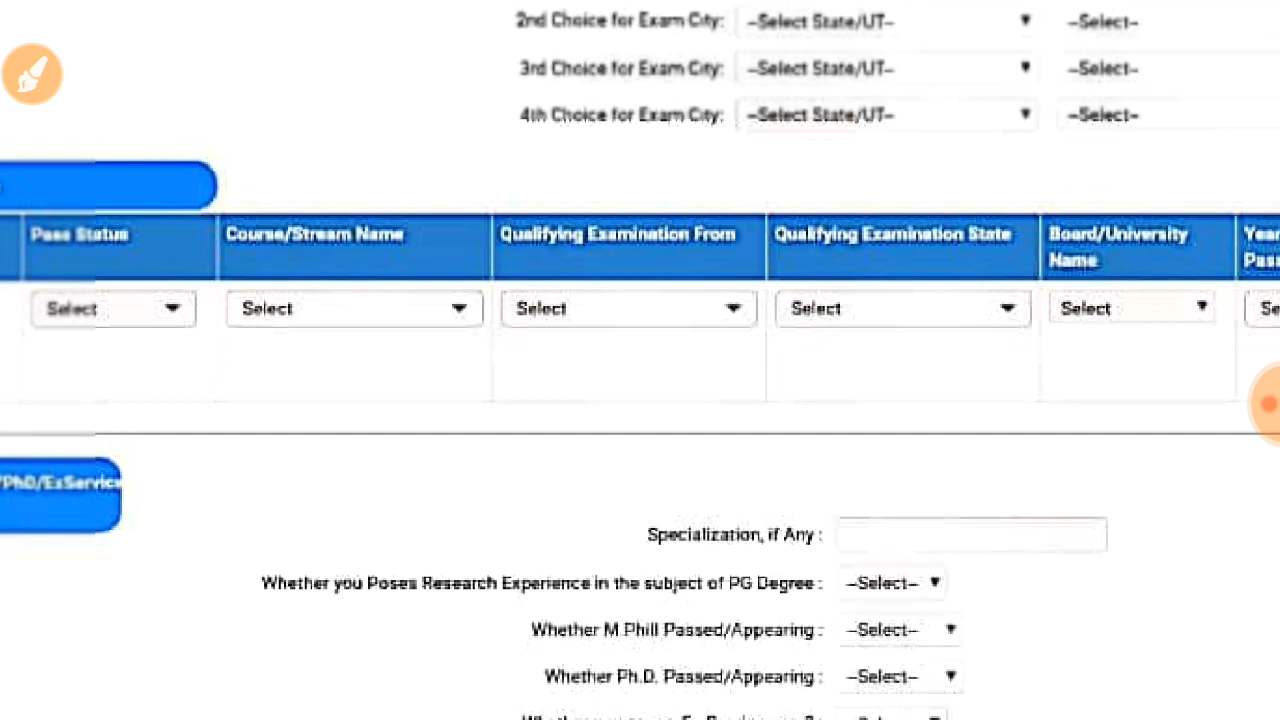 2nd Choice for Exam City: --Select State/UT-- --Select--
3rd Choice for Exam City: --Select State/UT-- --Select--
4th Choice for Exam City: --Select State/UT-- --Select--
Pass Status Course/Stream Name Qualifying Examination From Qualifying Examination State Board/University Name Year Pass
Select Select Select Select Select Se
/PhD/ExService
Specialization, if Any :
Whether you Poses Research Experience in the subject of PG Degree : --Select--
Whether M Phill Passed/Appearing : --Select--
Whether Ph.D. Passed/Appearing : --Select--